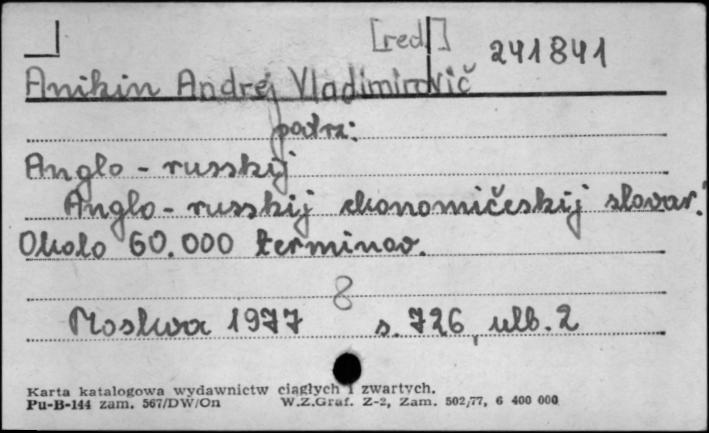 [red.] 241841
Anikin Andrej Vladimirovič
patrz:
Anglo-russkij
Anglo-russkij ekonomičeskij slovar.'
Okolo 60.000 terminov.
8
Moskva 1977 s. 726, ulb. 2
Karta katalogowa wydawnictw ciągłych i zwartych.
Pu-B-144 zam. 567/DW/On W.Z.Graf. Z-2, Zam. 502/77, 6 400 000